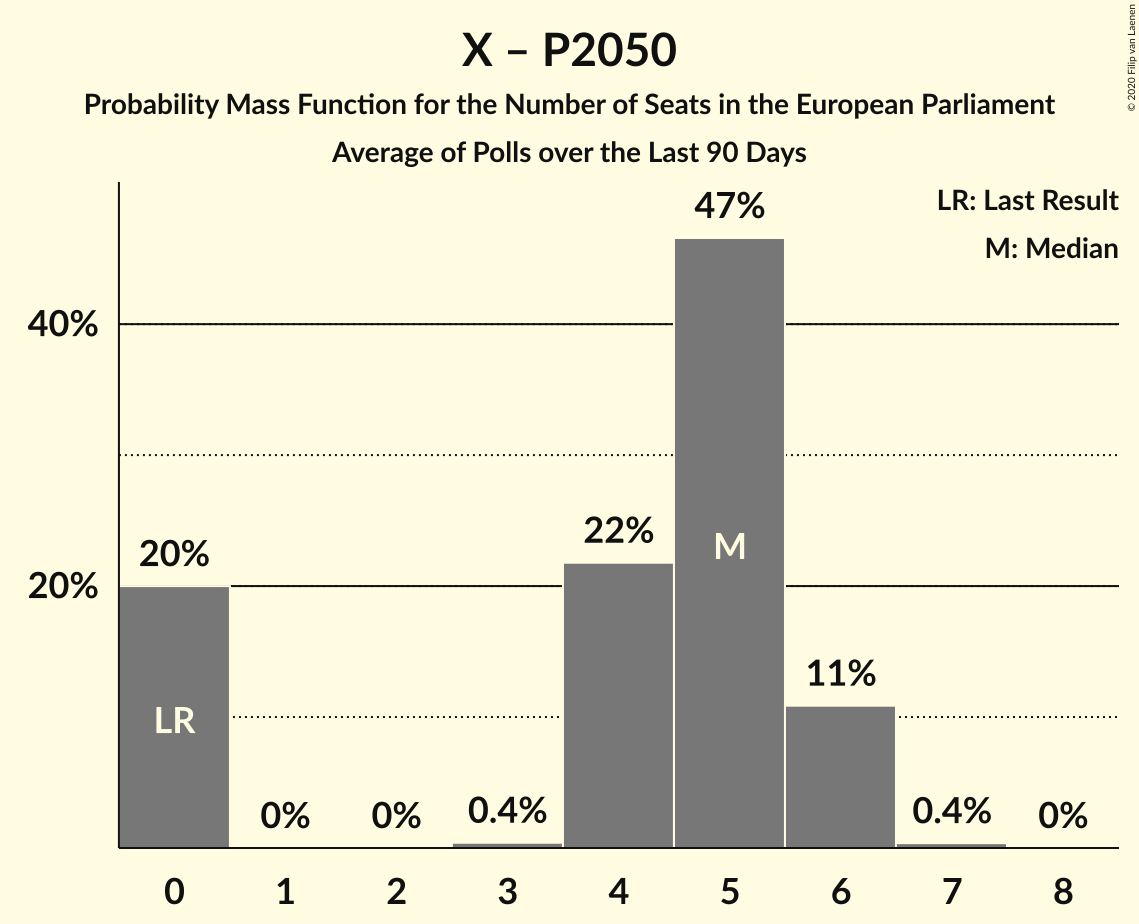 X – P2050
Probability Mass Function for the Number of Seats in the European Parliament
Average of Polls over the Last 90 Days
© 2020 Filip van Laenen
LR: Last Result
M: Median
47%
40%
22%
M
20%
20%
11%
LR
0%
0%
0.4%
0.4%
0%
0 1 2 3 4 5 6 7 8